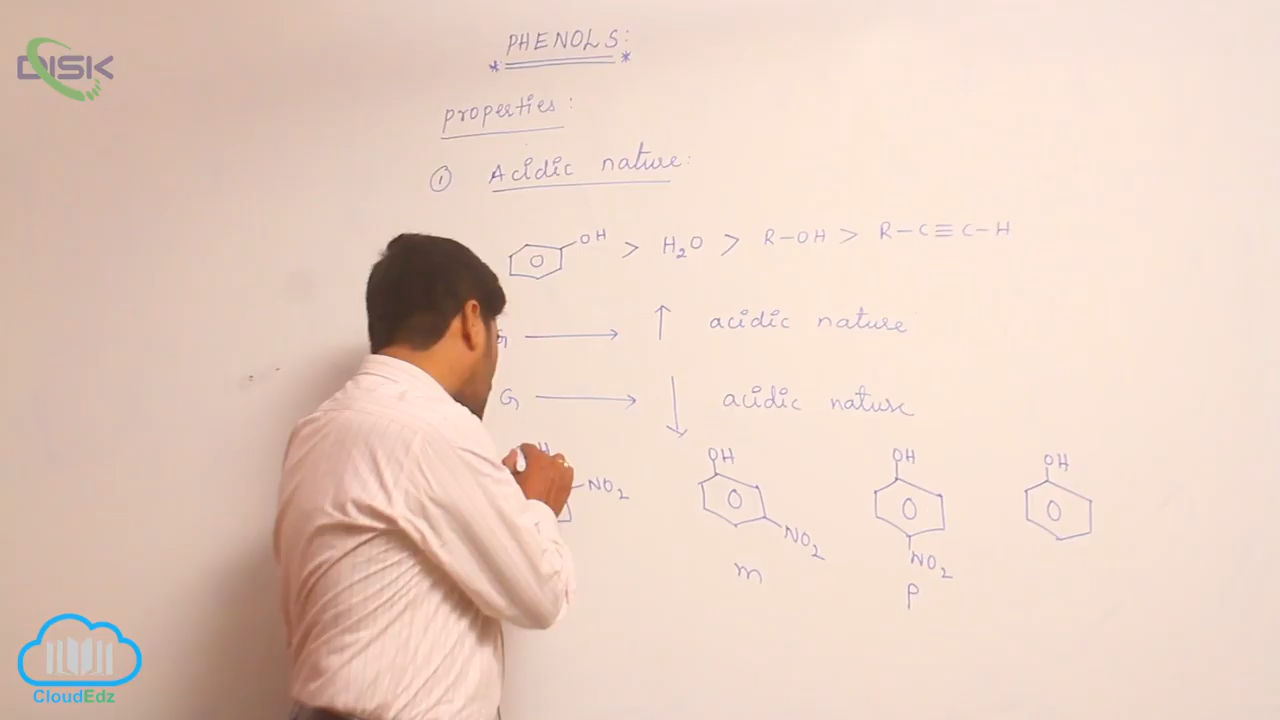 DISK
* PHENOLS: *
properties:
① Acidic nature:
OH > H2O > R-OH > R-C≡C-H
G → ↑ acidic nature
G → ↓ acidic nature
H NO2 OH NO2 OH NO2 OH
m p
CloudEdz